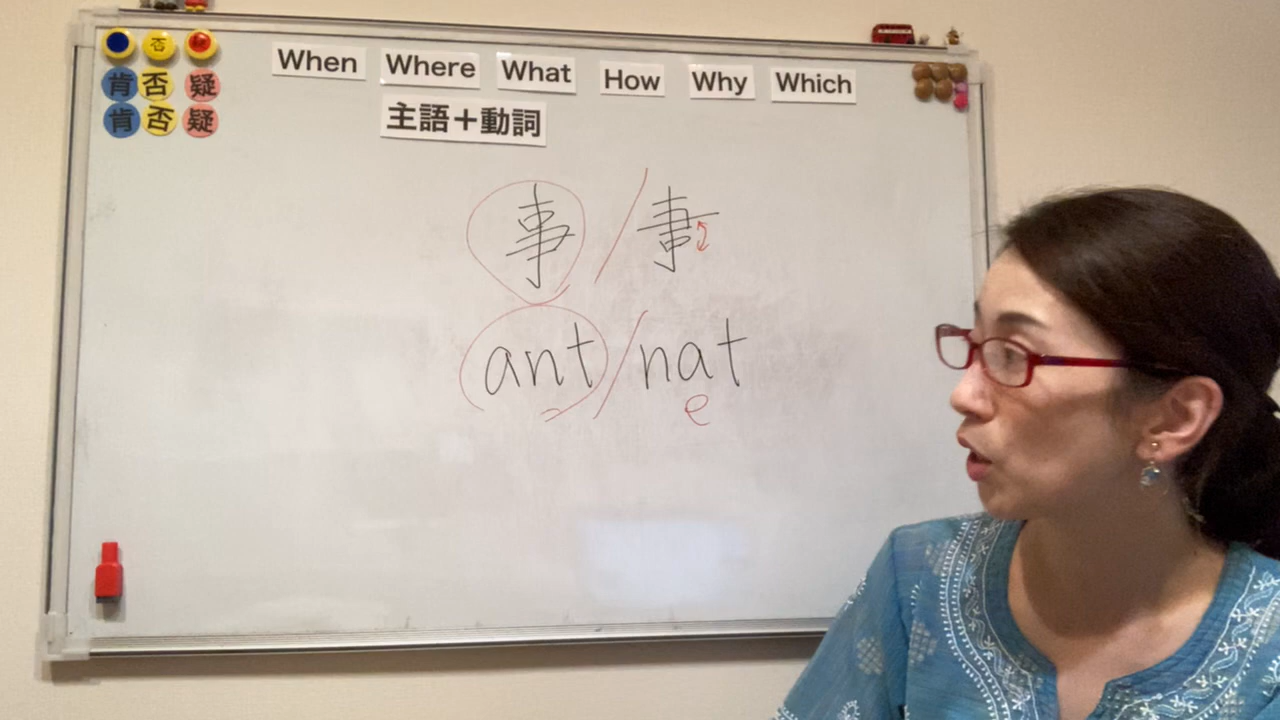 否
When Where What How Why Which
肯 否 疑
肯 否 疑
主語＋動詞
事 /
ant / nat
e